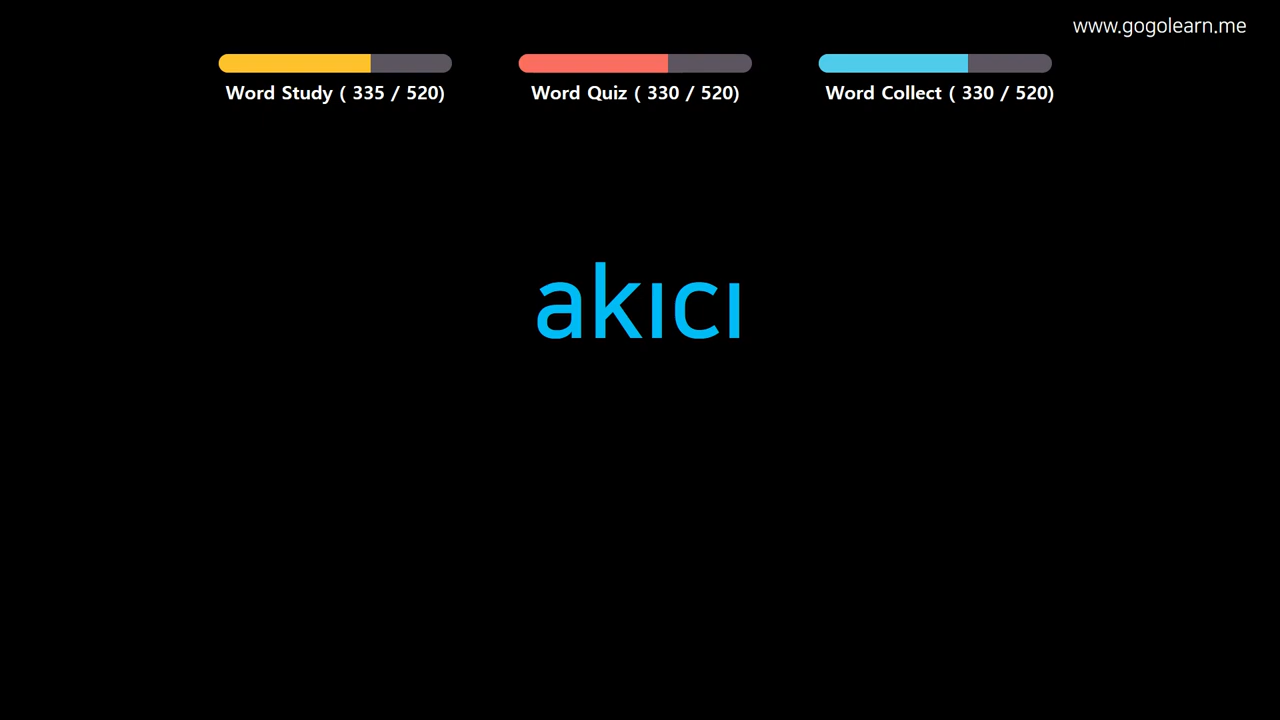 www.gogolearn.me
Word Study ( 335 / 520)
Word Quiz ( 330 / 520)
Word Collect ( 330 / 520)
akıcı